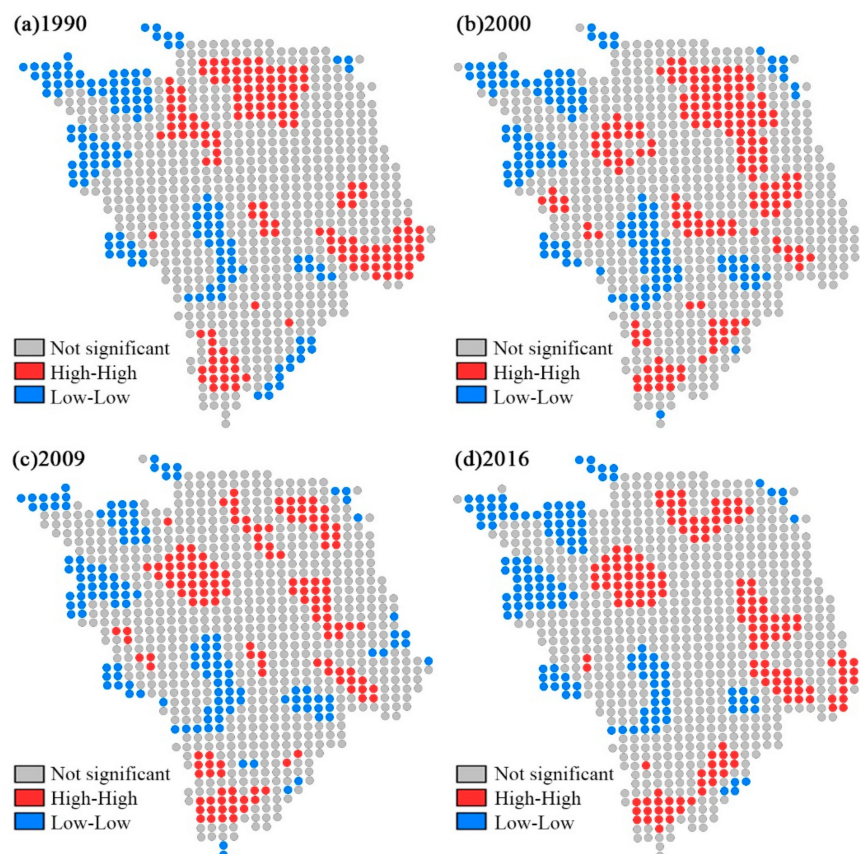 (a)1990
Not significant
High-High
Low-Low
(b)2000
Not significant
High-High
Low-Low
(c)2009
Not significant
High-High
Low-Low
(d)2016
Not significant
High-High
Low-Low